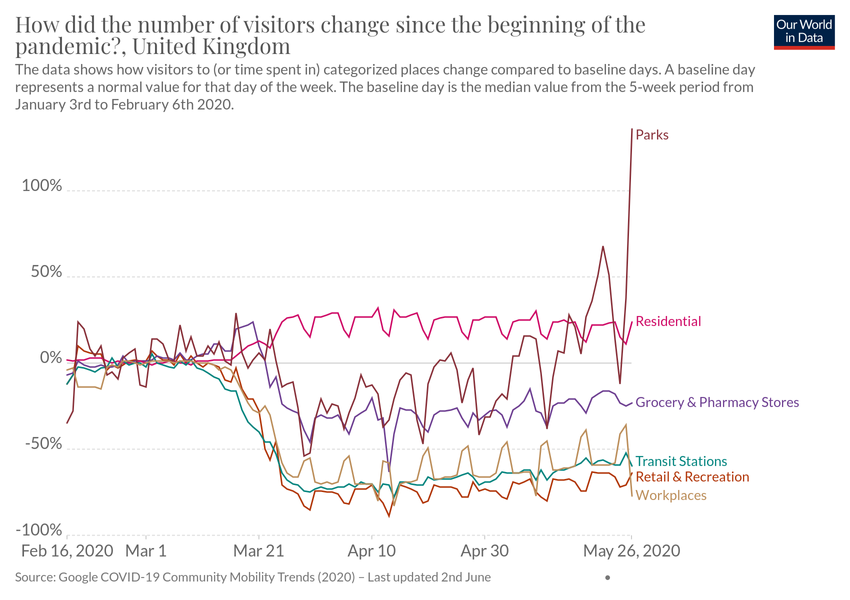 How did the number of visitors change since the beginning of the
pandemic?, United Kingdom
Our World
in Data
The data shows how visitors to (or time spent in) categorized places change compared to baseline days. A baseline day
represents a normal value for that day of the week. The baseline day is the median value from the 5-week period from
January 3rd to February 6th 2020.
Parks
100%
50%
Residential
0%
Grocery & Pharmacy Stores
-50%
Transit Stations
Retail & Recreation
Workplaces
-100%
Feb 16, 2020 Mar 1 Mar 21 Apr 10 Apr 30 May 26, 2020
Source: Google COVID-19 Community Mobility Trends (2020) – Last updated 2nd June